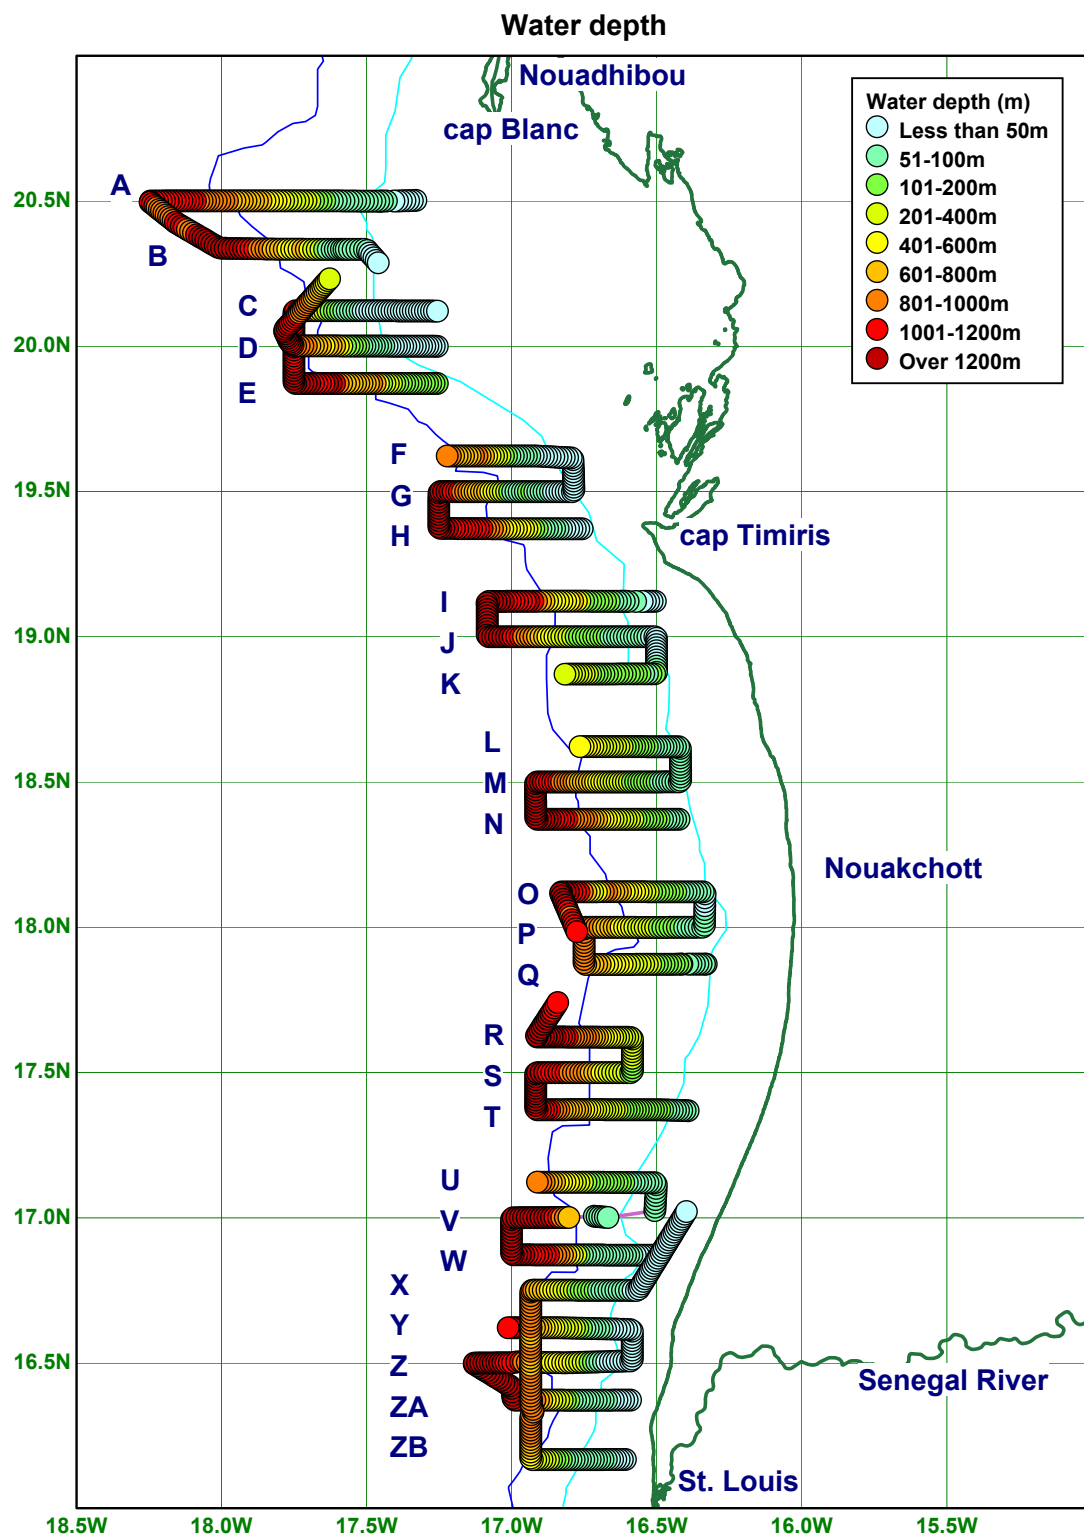 Water depth
Nouadhibou
cap Blanc
Water depth (m)
Less than 50m
51-100m
101-200m
201-400m
401-600m
601-800m
801-1000m
1001-1200m
Over 1200m
A
20.5N
B
C
20.0N
D
E
F
19.5N
G
H
cap Timiris
I
19.0N
J
K
L
18.5N
M
N
Nouakchott
O
18.0N
P
Q
R
17.5N
S
T
U
17.0N
V
W
X
Y
16.5N
Z
Senegal River
ZA
ZB
St. Louis
18.5W 18.0W 17.5W 17.0W 16.5W 16.0W 15.5W